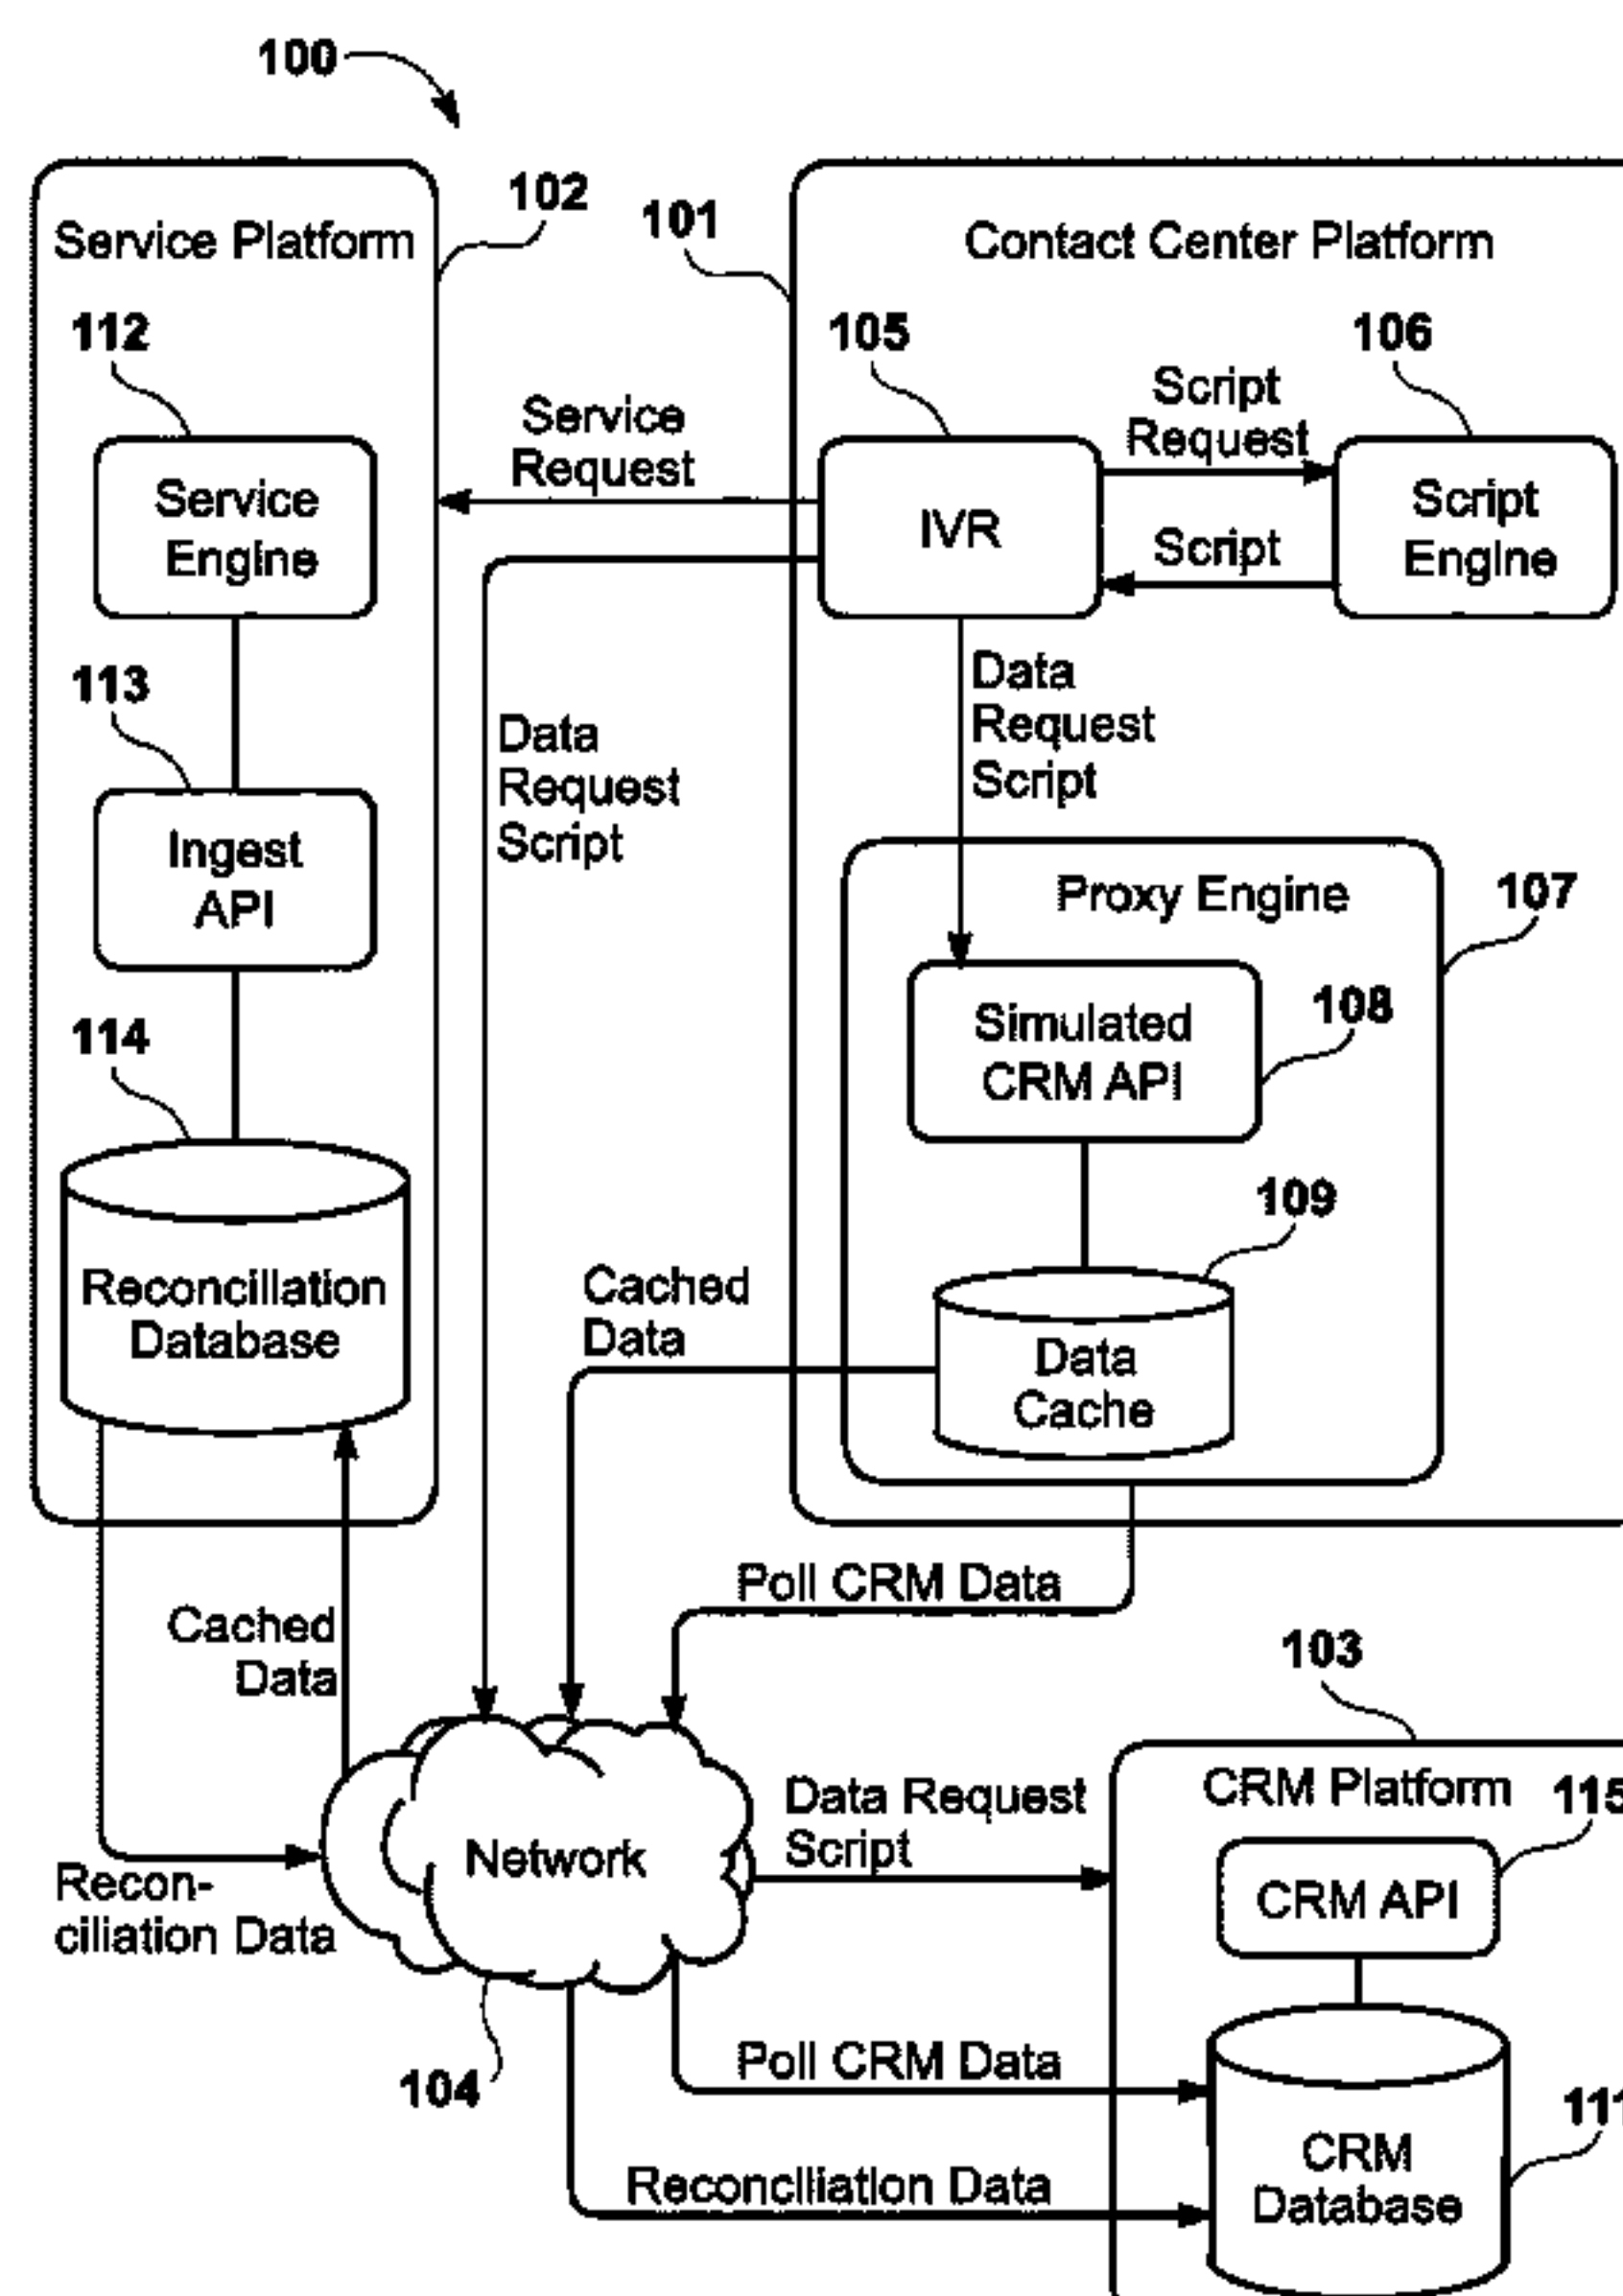 100
102
101
Service Platform
Contact Center Platform
112
105
106
Script
Request
Service
Request
Service
Engine
IVR
Script
Script
Engine
113
Data
Request
Script
Data
Request
Script
Ingest
API
Proxy Engine
107
114
Simulated
CRM API
108
109
Reconciliation
Database
Cached
Data
Data
Cache
Poll CRM Data
Cached
Data
103
Network
Data Request
Script
CRM Platform
115
CRM API
Recon-
ciliation Data
104
Poll CRM Data
111
CRM
Database
Reconciliation Data